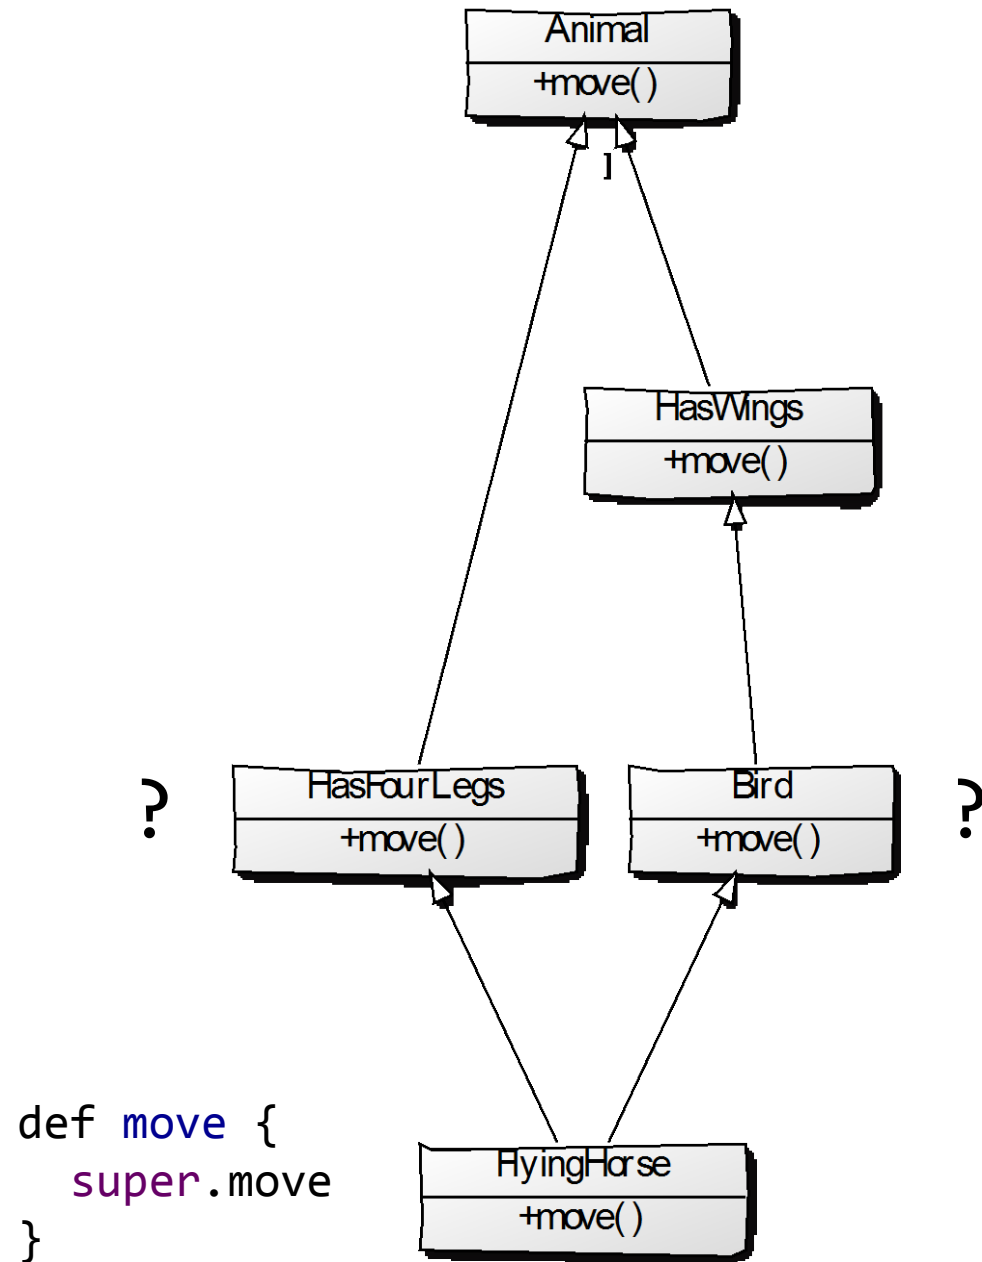 Animal
+move()
]
HasWings
+move()
? HasFourLegs Bird ?
+move() +move()
def move {
super.move
}
FlyingHorse
+move()